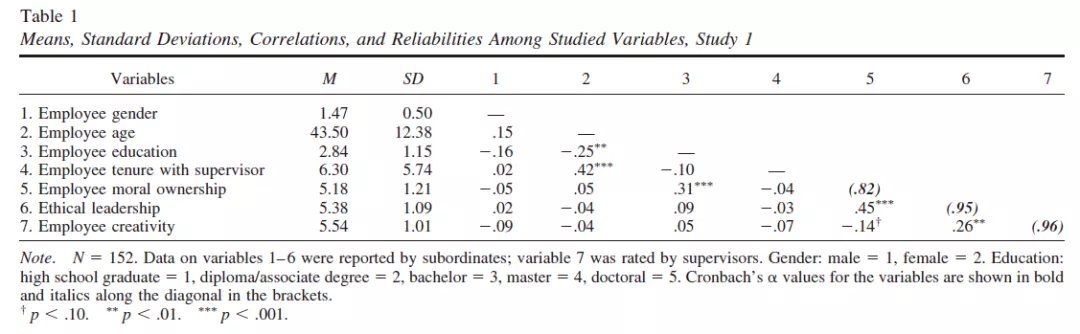 Table 1
Means, Standard Deviations, Correlations, and Reliabilities Among Studied Variables, Study 1
Variables M SD 1 2 3 4 5 6 7
1. Employee gender 1.47 0.50 —
2. Employee age 43.50 12.38 .15 —
3. Employee education 2.84 1.15 −.16 −.25** —
4. Employee tenure with supervisor 6.30 5.74 .02 .42*** −.10 —
5. Employee moral ownership 5.18 1.21 −.05 .05 .31*** −.04 (.82)
6. Ethical leadership 5.38 1.09 .02 −.04 .09 −.03 .45*** (.95)
7. Employee creativity 5.54 1.01 −.09 −.04 .05 −.07 −.14† .26** (.96)
Note. N = 152. Data on variables 1–6 were reported by subordinates; variable 7 was rated by supervisors. Gender: male = 1, female = 2. Education:
high school graduate = 1, diploma/associate degree = 2, bachelor = 3, master = 4, doctoral = 5. Cronbach's α values for the variables are shown in bold
and italics along the diagonal in the brackets.
† p < .10. ** p < .01. *** p < .001.